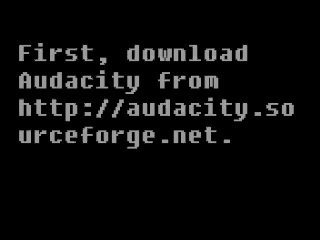 First, download
Audacity from
http://audacity.so
urceforge.net.